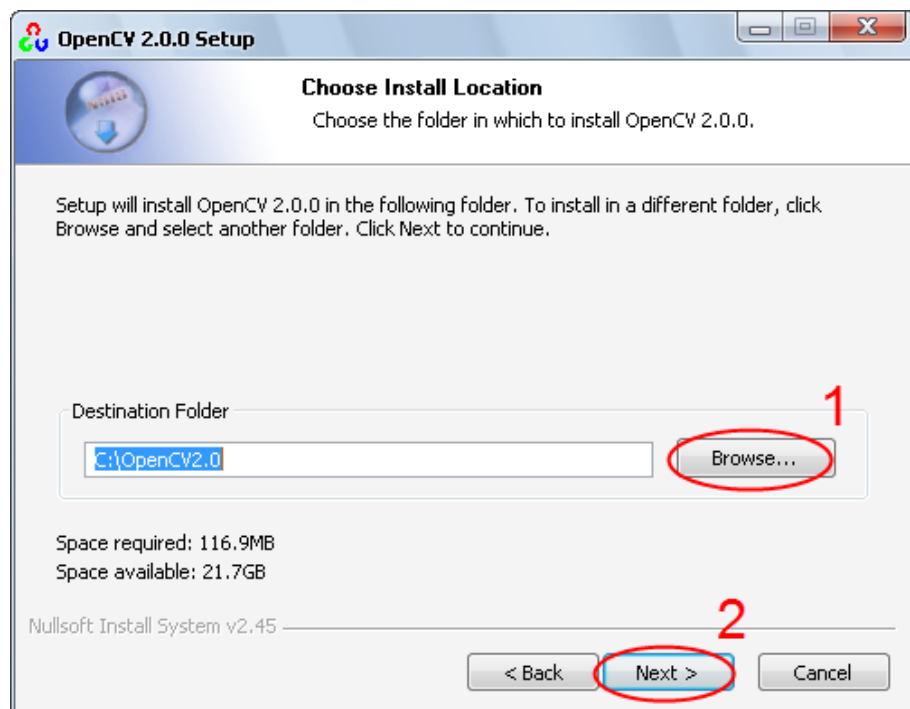 OpenCV 2.0.0 Setup
Choose Install Location
Choose the folder in which to install OpenCV 2.0.0.
Setup will install OpenCV 2.0.0 in the following folder. To install in a different folder, click
Browse and select another folder. Click Next to continue.
Destination Folder
1
C:\OpenCV2.0
Browse...
Space required: 116.9MB
Space available: 21.7GB
Nullsoft Install System v2.45
2
< Back
Next >
Cancel